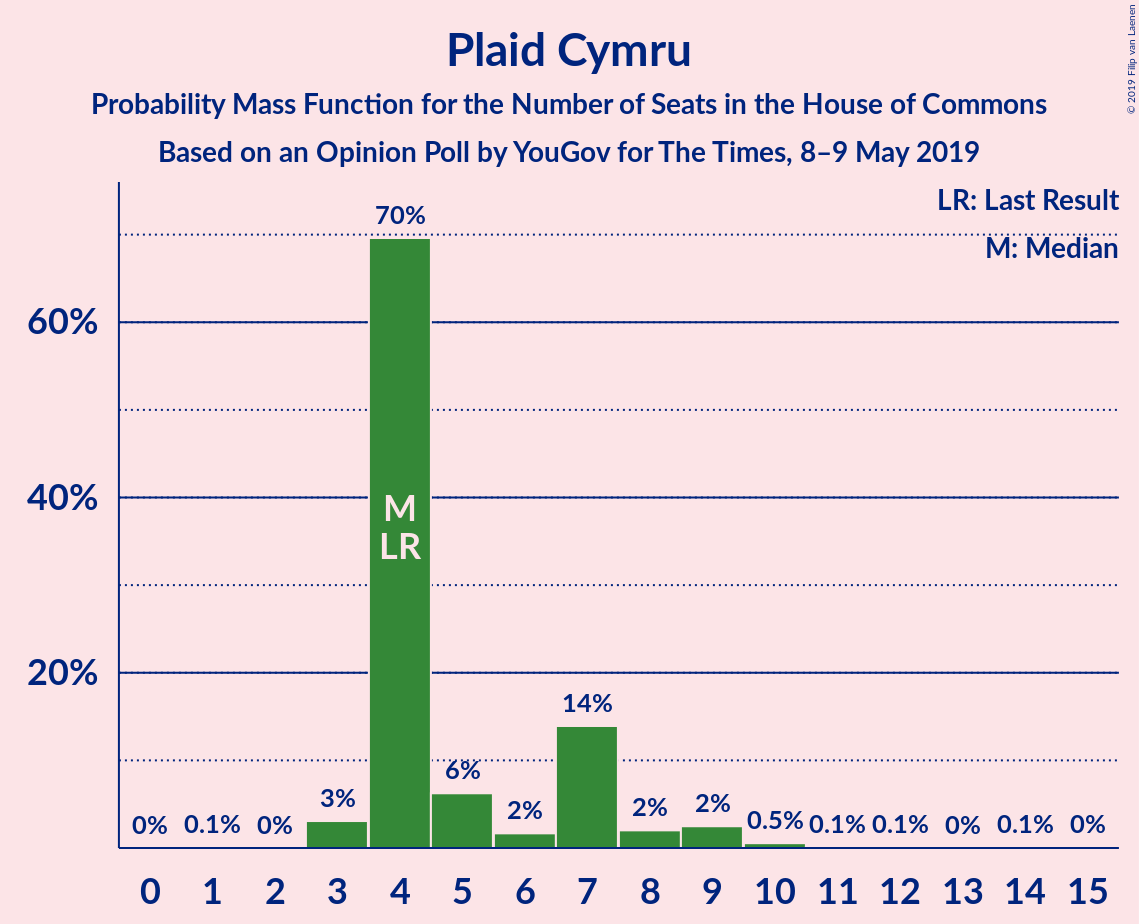 Plaid Cymru
Probability Mass Function for the Number of Seats in the House of Commons
Based on an Opinion Poll by YouGov for The Times, 8–9 May 2019
© 2019 Filip van Laenen
LR: Last Result
M: Median
60%
40%
20%
0% 0.1% 0% 3% 70% 6% 2% 14% 2% 2% 0.5% 0.1% 0.1% 0% 0.1% 0%
M
LR
0 1 2 3 4 5 6 7 8 9 10 11 12 13 14 15